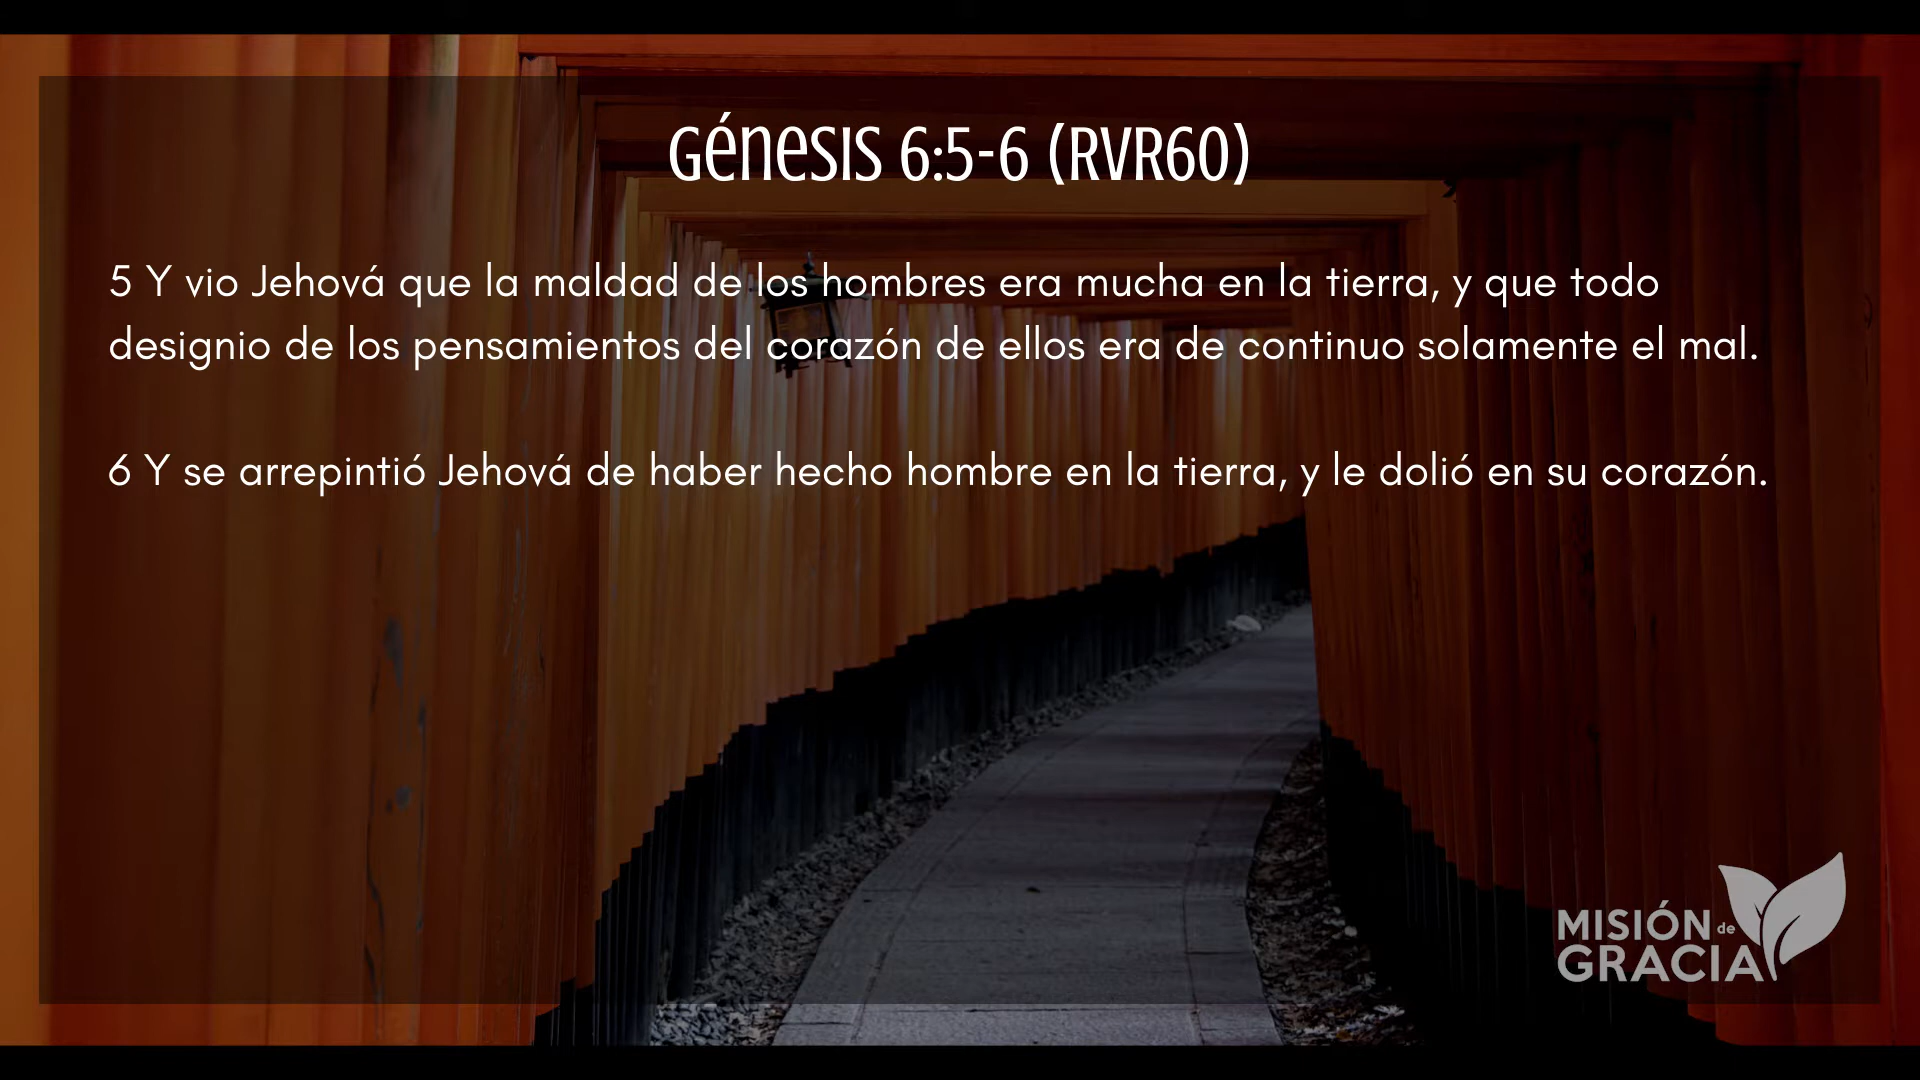 Génesis 6:5-6 (RVR60)
5 Y vio Jehová que la maldad de los hombres era mucha en la tierra, y que todo
designio de los pensamientos del corazón de ellos era de continuo solamente el mal.
6 Y se arrepintió Jehová de haber hecho hombre en la tierra, y le dolió en su corazón.
MISIÓN de
GRACIA